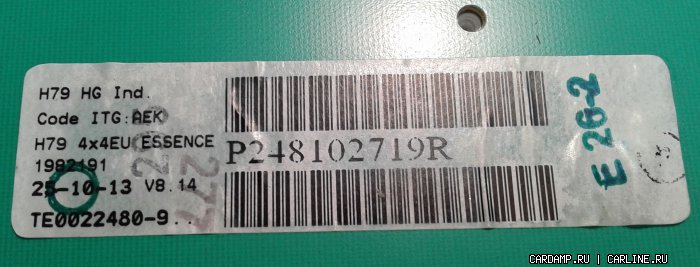 H79 HG Ind.
Code ITG:AEK
H79 4x4EU ESSENCE
1982191
25-10-13 V8.14
TE0022480-9..
P248102719R
E 26-2
CARDAMP.RU | CARLINE.RU